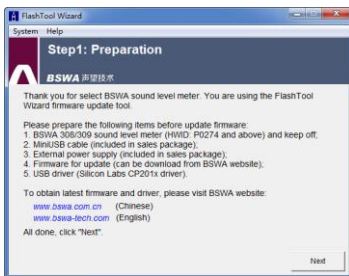 FlashTool Wizard
System Help
Step1: Preparation
BSWA 声望技术
Thank you for select BSWA sound level meter. You are using the FlashTool
Wizard firmware update tool.
Please prepare the following items before update firmware:
1. BSWA 308/309 sound level meter (HWID: P0274 and above) and keep off;
2. MiniUSB cable (included in sales package);
3. External power supply (included in sales package);
4. Firmware for update (can be download from BSWA website);
5. USB driver (Silicon Labs CP201x driver).
To obtain latest firmware and driver, please visit BSWA website:
www.bswa.com.cn (Chinese)
www.bswa-tech.com (English)
All done, click "Next".
Next